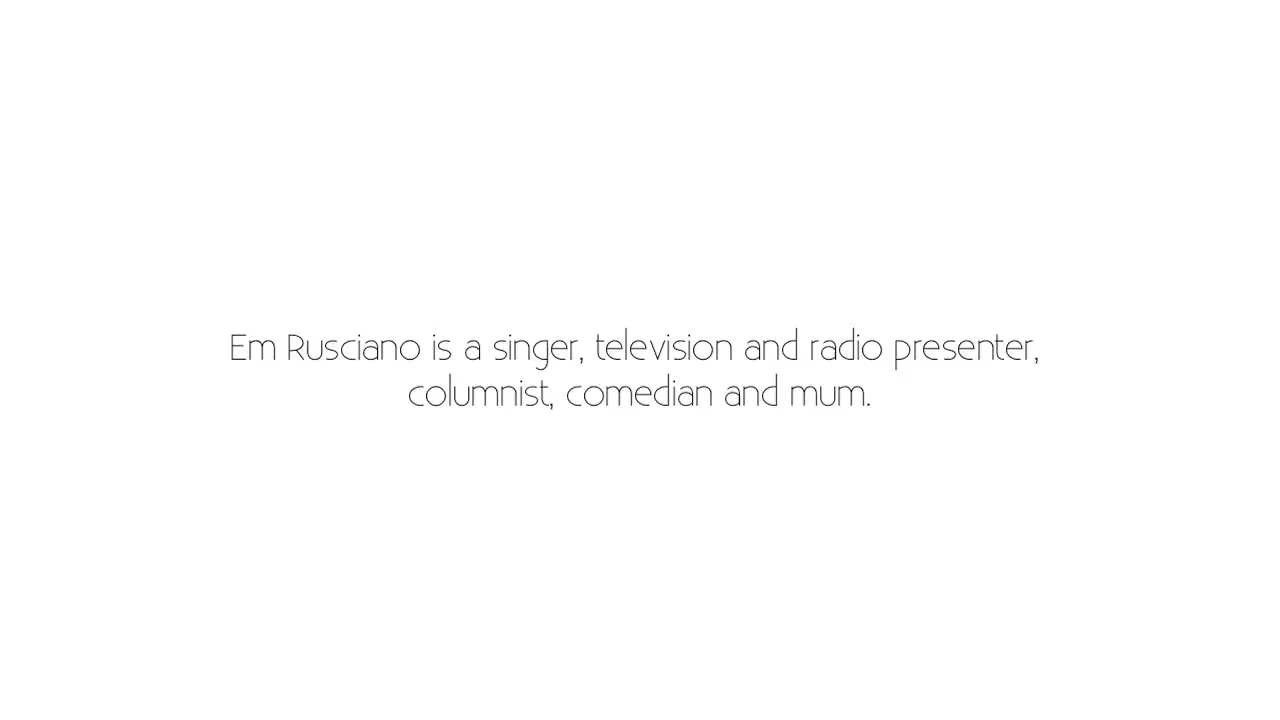 Em Rusciano is a singer, television and radio presenter,
columnist, comedian and mum.